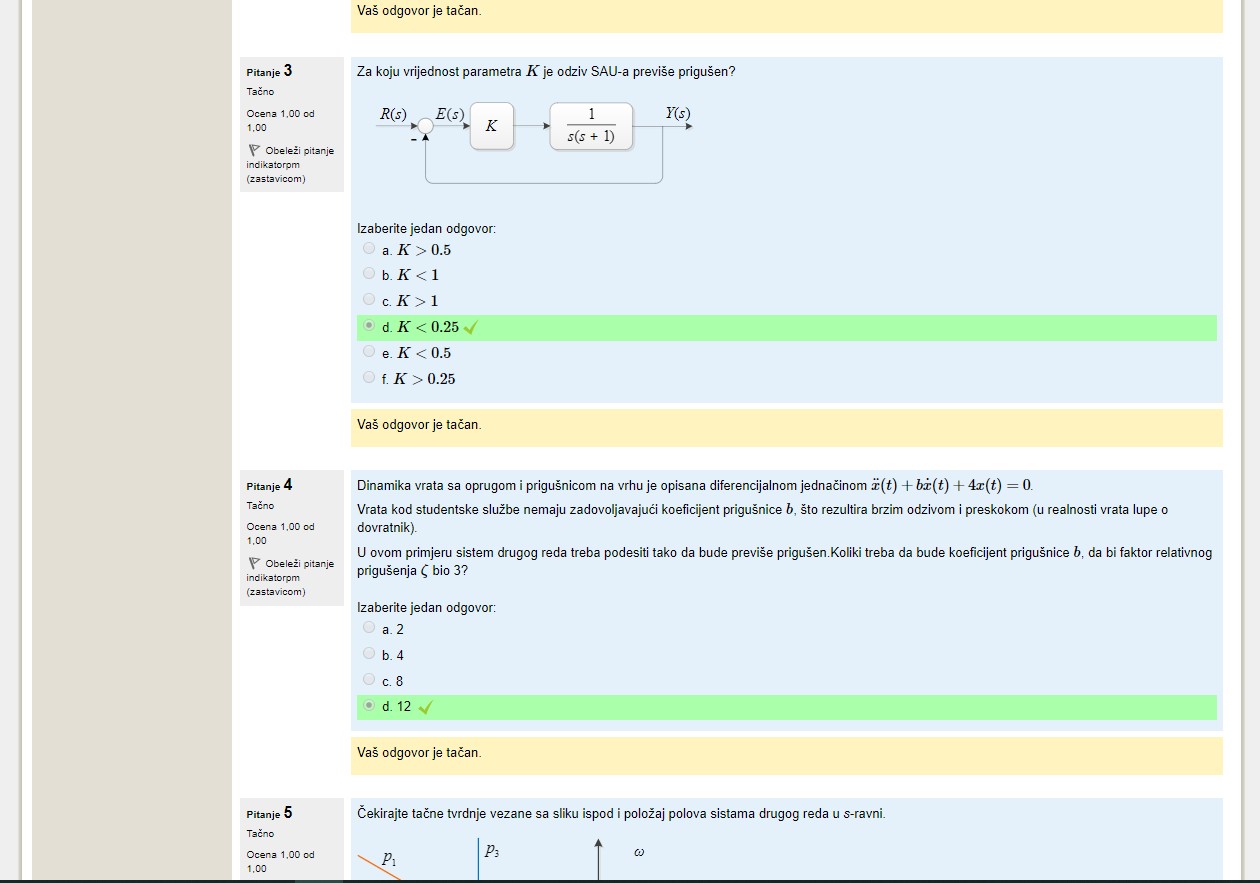 Vaš odgovor je tačan.
Pitanje 3
Tačno
Ocena 1,00 od
1,00
Obeleži pitanje
indikatorpm
(zastavicom)
Za koju vrijednost parametra K je odziv SAU-a previše prigušen?
R(s) E(s) K 1 Y(s)
s(s + 1)
-
Izaberite jedan odgovor:
a. K > 0.5
b. K < 1
c. K > 1
d. K < 0.25
e. K < 0.5
f. K > 0.25
Vaš odgovor je tačan.
Pitanje 4
Tačno
Ocena 1,00 od
1,00
Obeleži pitanje
indikatorpm
(zastavicom)
Dinamika vrata sa oprugom i prigušnicom na vrhu je opisana diferencijalnom jednačinom ẍ(t) + bẋ(t) + 4x(t) = 0.
Vrata kod studentske službe nemaju zadovoljavajući koeficijent prigušnice b, što rezultira brzim odzivom i preskokom (u realnosti vrata lupe o
dovratnik).
U ovom primjeru sistem drugog reda treba podesiti tako da bude previše prigušen.Koliki treba da bude koeficijent prigušnice b, da bi faktor relativnog
prigušenja ζ bio 3?
Izaberite jedan odgovor:
a. 2
b. 4
c. 8
d. 12
Vaš odgovor je tačan.
Pitanje 5
Tačno
Ocena 1,00 od
1,00
Čekirajte tačne tvrdnje vezane sa sliku ispod i položaj polova sistama drugog reda u s-ravni.
p1 p3 ω